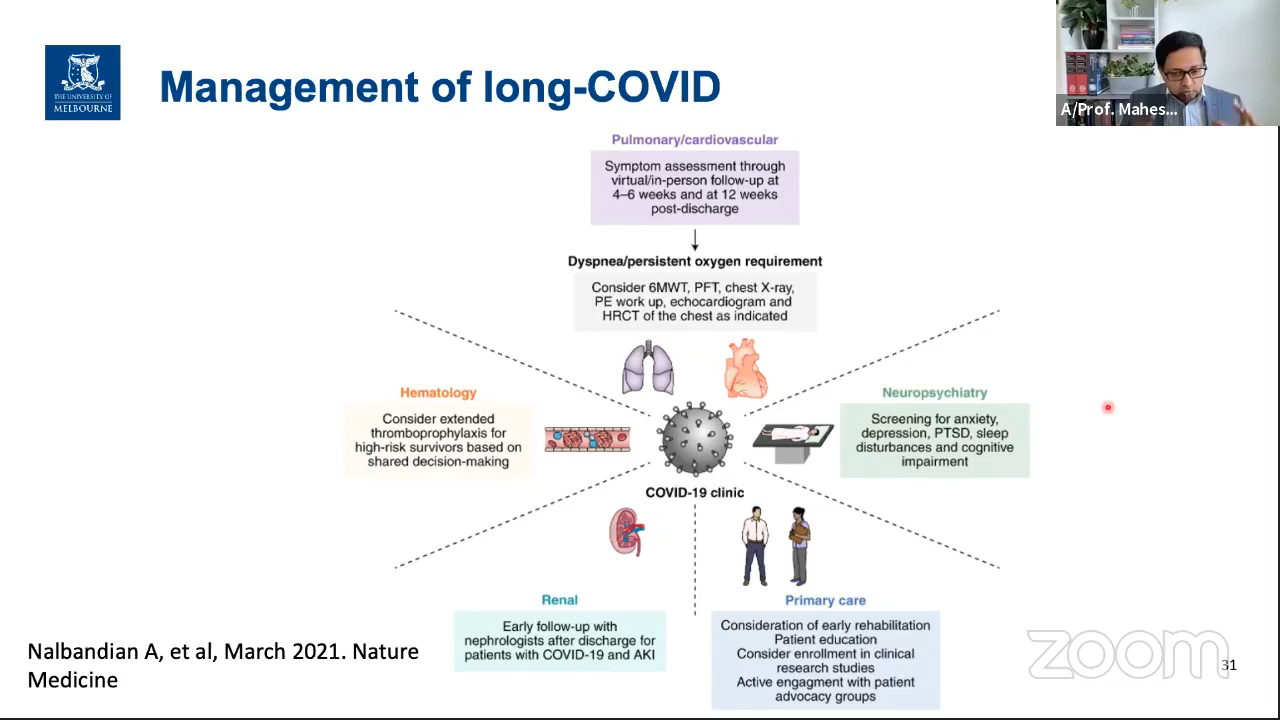 THE UNIVERSITY OF
MELBOURNE
Management of long-COVID
A/Prof. Mahes...
Pulmonary/cardiovascular
Symptom assessment through
virtual/in-person follow-up at
4–6 weeks and at 12 weeks
post-discharge
Dyspnea/persistent oxygen requirement
Consider 6MWT, PFT, chest X-ray,
PE work up, echocardiogram and
HRCT of the chest as indicated
Hematology
Consider extended
thromboprophylaxis for
high-risk survivors based on
shared decision-making
Neuropsychiatry
Screening for anxiety,
depression, PTSD, sleep
disturbances and cognitive
impairment
COVID-19 clinic
Renal
Early follow-up with
nephrologists after discharge for
patients with COVID-19 and AKI
Primary care
Consideration of early rehabilitation
Patient education
Consider enrollment in clinical
research studies
Active engagment with patient
advocacy groups
Nalbandian A, et al, March 2021. Nature
Medicine
zoom
31